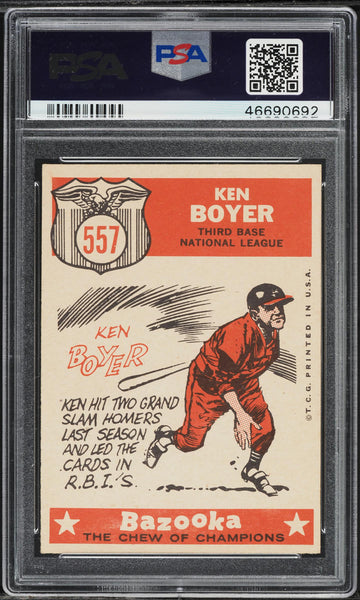 PSA
PSA
46690692
557
KEN
BOYER
THIRD BASE
NATIONAL LEAGUE
KEN
BOYER
KEN HIT TWO GRAND
SLAM HOMERS
LAST SEASON
AND LED THE
CARDS IN
R.B.I.'S.
© T.C.G. PRINTED IN U.S.A.
Bazooka
THE CHEW OF CHAMPIONS